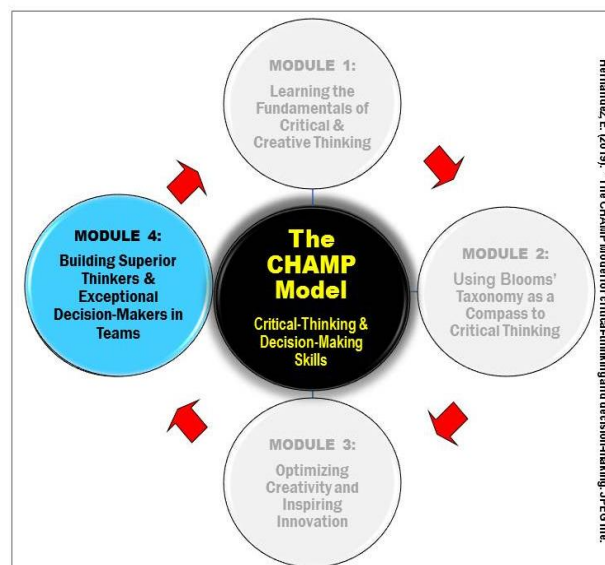 MODULE 1:
Learning the
Fundamentals of
Critical &
Creative Thinking
MODULE 2:
Using Blooms'
Taxonomy as a
Compass to
Critical Thinking
MODULE 3:
Optimizing
Creativity and
Inspiring
Innovation
MODULE 4:
Building Superior
Thinkers &
Exceptional
Decision-Makers in
Teams
The
CHAMP
Model
Critical-Thinking &
Decision-Making
Skills